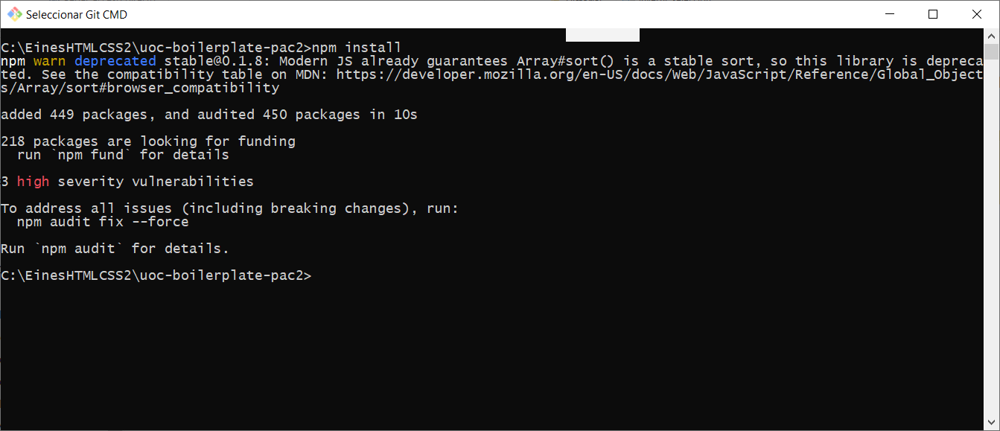 Seleccionar Git CMD
C:\EinesHTMLCSS2\uoc-boilerplate-pac2>npm install
npm warn deprecated stable@0.1.8: Modern JS already guarantees Array#sort() is a stable sort, so this library is depreca
ted. See the compatibility table on MDN: https://developer.mozilla.org/en-US/docs/Web/JavaScript/Reference/Global_Object
s/Array/sort#browser_compatibility
added 449 packages, and audited 450 packages in 10s
218 packages are looking for funding
  run `npm fund` for details
3 high severity vulnerabilities
To address all issues (including breaking changes), run:
  npm audit fix --force
Run `npm audit` for details.
C:\EinesHTMLCSS2\uoc-boilerplate-pac2>